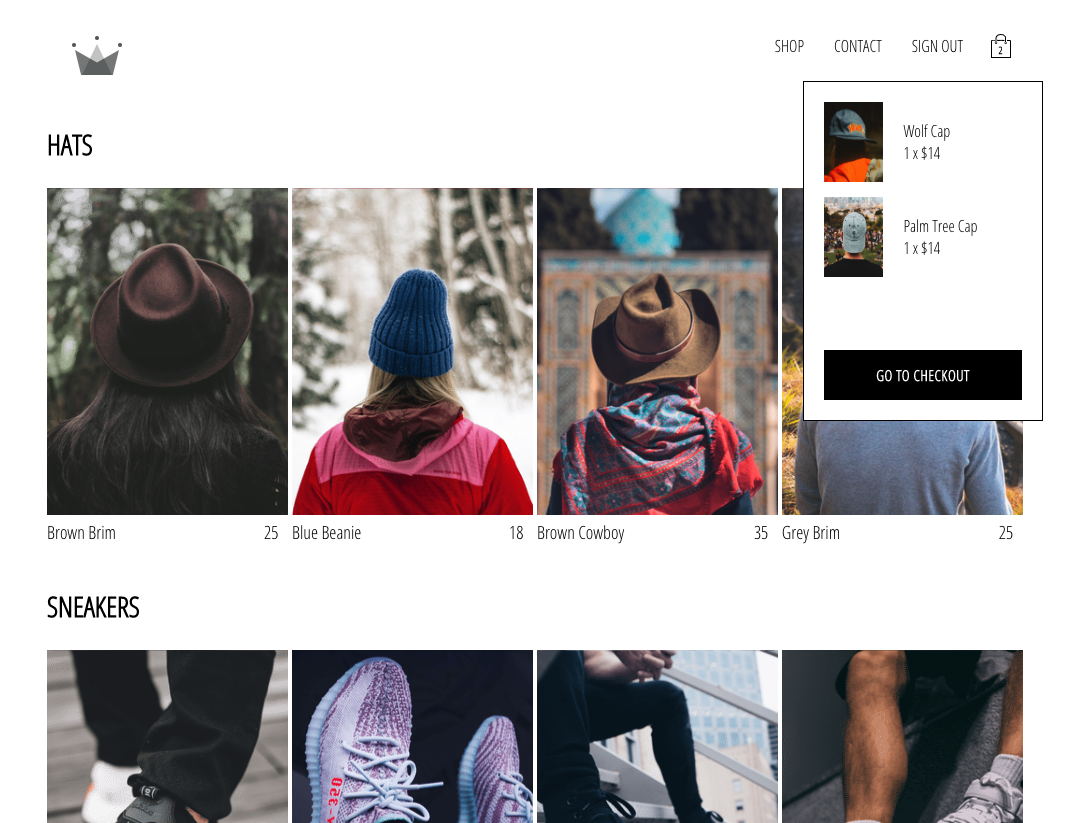 SHOP CONTACT SIGN OUT 2
Wolf Cap
1 x $14
Palm Tree Cap
1 x $14
GO TO CHECKOUT
HATS
Brown Brim 25
Blue Beanie 18
Brown Cowboy 35
Grey Brim 25
SNEAKERS